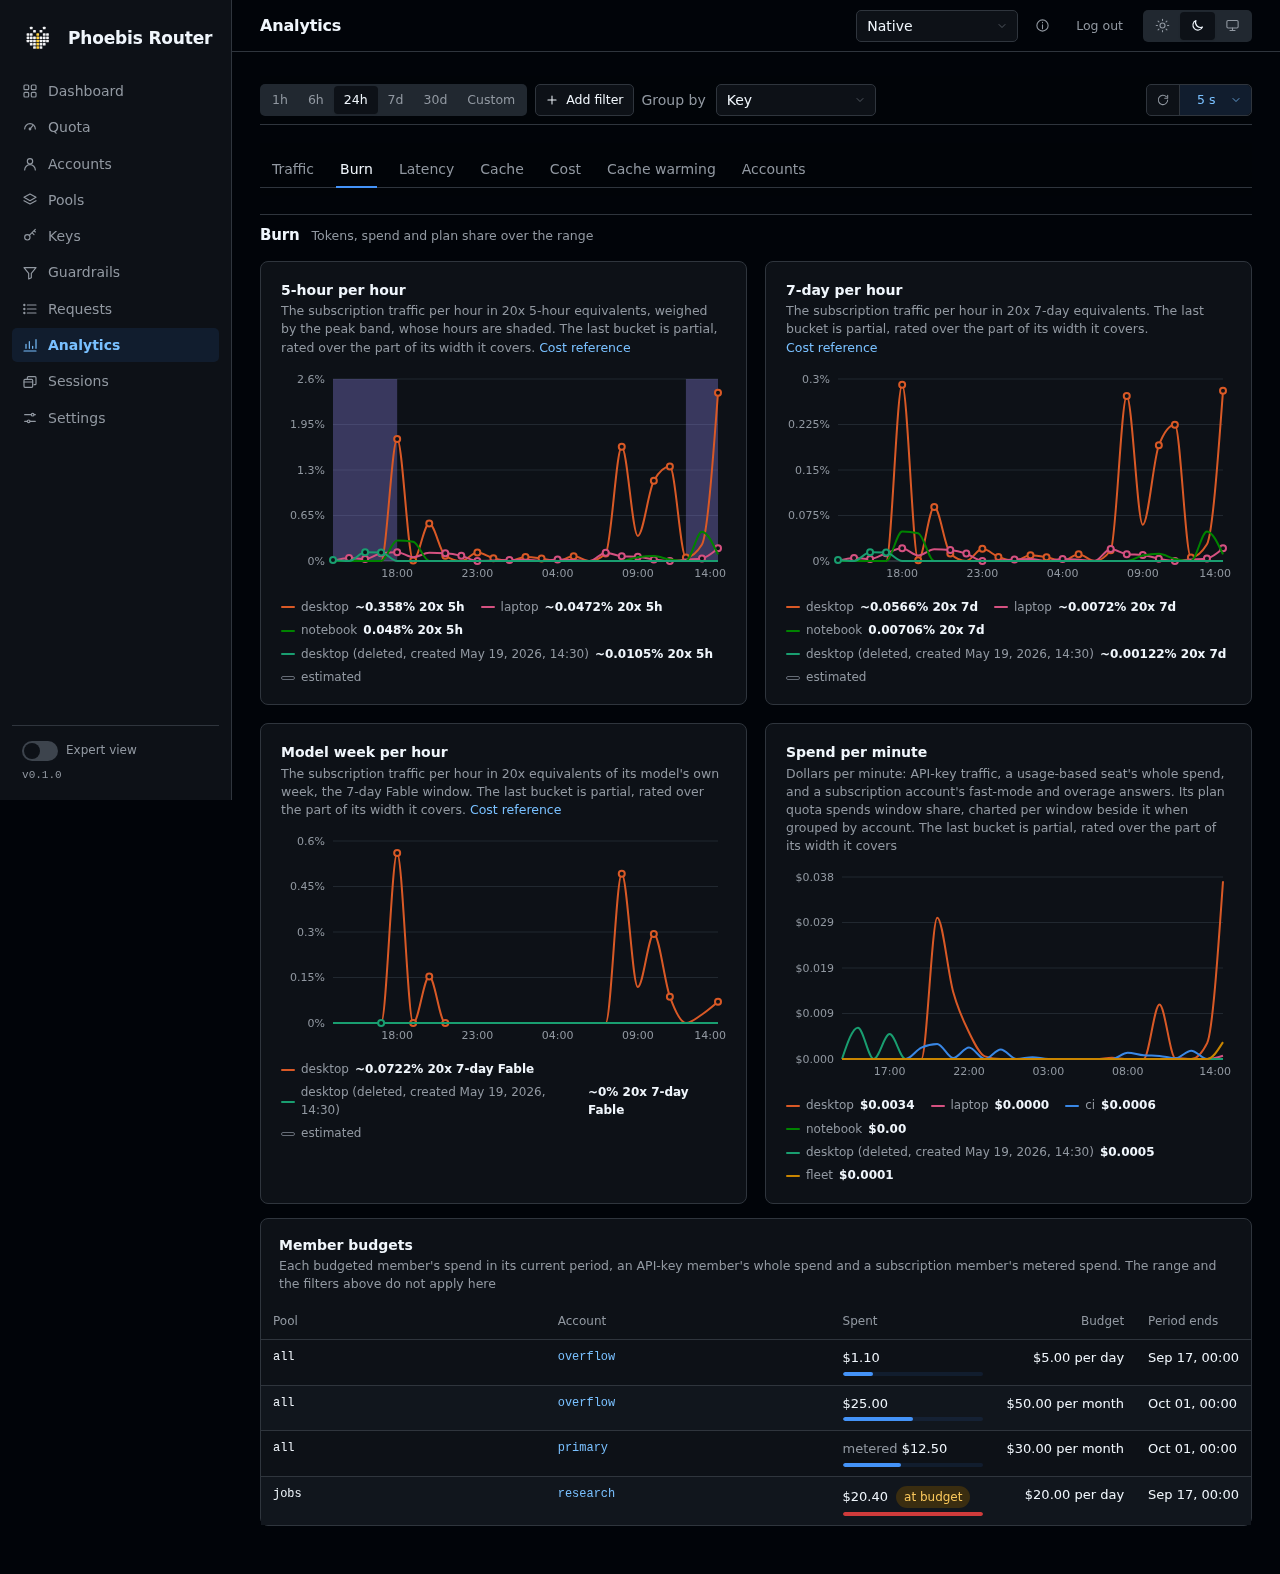 Phoebis Router
Analytics
Native
Log out
Dashboard
Quota
Accounts
Pools
Keys
Guardrails
Requests
Analytics
Sessions
Settings
Expert view
v0.1.0
1h 6h 24h 7d 30d Custom
Add filter
Group by
Key
5 s
Traffic Burn Latency Cache Cost Cache warming Accounts
Burn Tokens, spend and plan share over the range
5-hour per hour
The subscription traffic per hour in 20x 5-hour equivalents, weighed
by the peak band, whose hours are shaded. The last bucket is partial,
rated over the part of its width it covers. Cost reference
2.6%
1.95%
1.3%
0.65%
0%
18:00 23:00 04:00 09:00 14:00
desktop ~0.358% 20x 5h laptop ~0.0472% 20x 5h
notebook 0.048% 20x 5h
desktop (deleted, created May 19, 2026, 14:30) ~0.0105% 20x 5h
estimated
7-day per hour
The subscription traffic per hour in 20x 7-day equivalents. The last
bucket is partial, rated over the part of its width it covers.
Cost reference
0.3%
0.225%
0.15%
0.075%
0%
18:00 23:00 04:00 09:00 14:00
desktop ~0.0566% 20x 7d laptop ~0.0072% 20x 7d
notebook 0.00706% 20x 7d
desktop (deleted, created May 19, 2026, 14:30) ~0.00122% 20x 7d
estimated
Model week per hour
The subscription traffic per hour in 20x equivalents of its model's own
week, the 7-day Fable window. The last bucket is partial, rated over
the part of its width it covers. Cost reference
0.6%
0.45%
0.3%
0.15%
0%
18:00 23:00 04:00 09:00 14:00
desktop ~0.0722% 20x 7-day Fable
desktop (deleted, created May 19, 2026, 14:30) ~0% 20x 7-day Fable
estimated
Spend per minute
Dollars per minute: API-key traffic, a usage-based seat's whole spend,
and a subscription account's fast-mode and overage answers. Its plan
quota spends window share, charted per window beside it when
grouped by account. The last bucket is partial, rated over the part of
its width it covers
$0.038
$0.029
$0.019
$0.009
$0.000
17:00 22:00 03:00 08:00 14:00
desktop $0.0034 laptop $0.0000 ci $0.0006
notebook $0.00
desktop (deleted, created May 19, 2026, 14:30) $0.0005
fleet $0.0001
Member budgets
Each budgeted member's spend in its current period, an API-key member's whole spend and a subscription member's metered spend. The range and
the filters above do not apply here
Pool Account Spent Budget Period ends
all overflow $1.10 $5.00 per day Sep 17, 00:00
all overflow $25.00 $50.00 per month Oct 01, 00:00
all primary metered $12.50 $30.00 per month Oct 01, 00:00
jobs research $20.40 at budget $20.00 per day Sep 17, 00:00